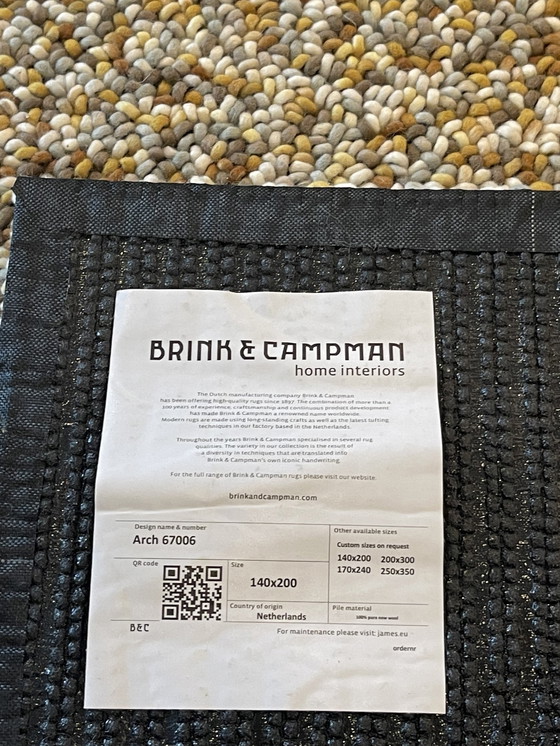 BRINK & CAMPMAN
home interiors
The Dutch manufacturing company Brink & Campman
has been offering high-quality rugs since 1897. The combination of more than a
100 years of experience, craftsmanship and continuous product development
has made Brink & Campman a renowned name worldwide.
Modern rugs are made using long-standing crafts as well as the latest tufting
techniques in our factory based in the Netherlands.
Throughout the years Brink & Campman specialised in several rug
qualities. The variety in our collection is the result of
a diversity in techniques that are translated into
Brink & Campman's own iconic handwriting.
For the full range of Brink & Campman rugs please visit our website.
brinkandcampman.com
Design name & number
Arch 67006
Other available sizes
Custom sizes on request
140x200 200x300
170x240 250x350
QR code
Size
140x200
Country of origin
Netherlands
Pile material
100% pure new wool
B&C
For maintenance please visit: james.eu
ordernr